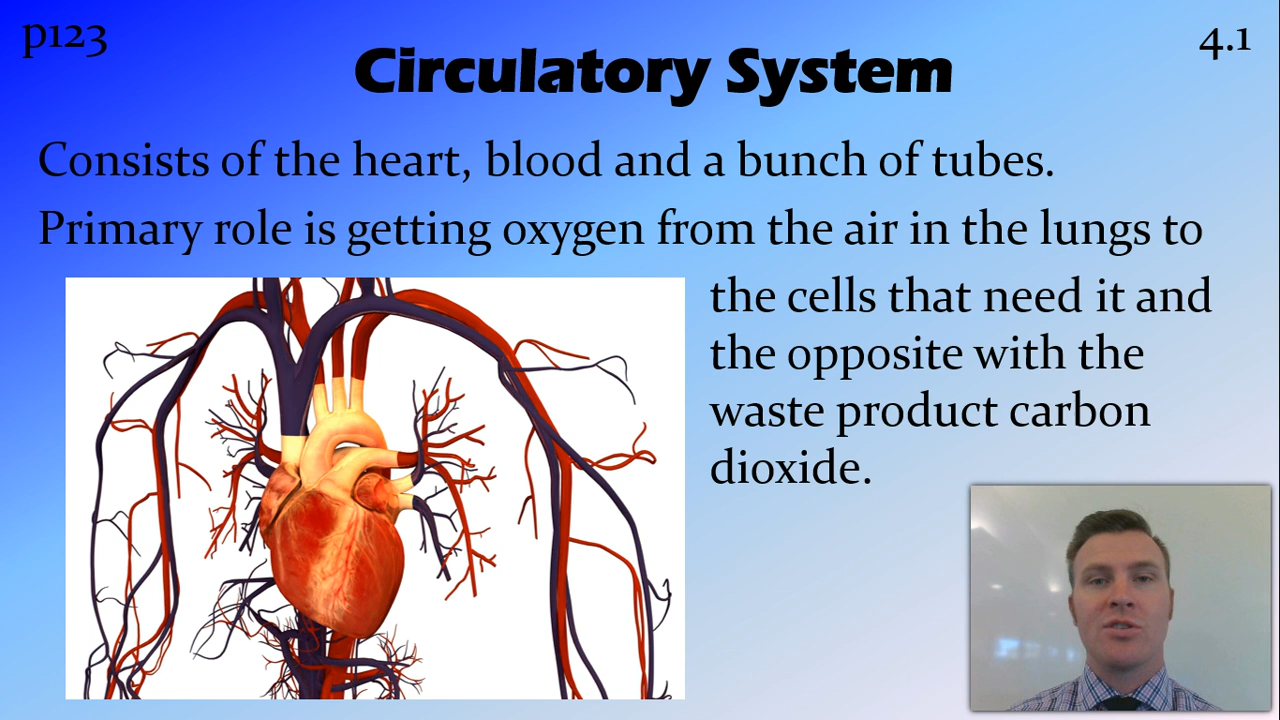 p123
4.1
Circulatory System
Consists of the heart, blood and a bunch of tubes.
Primary role is getting oxygen from the air in the lungs to
the cells that need it and
the opposite with the
waste product carbon
dioxide.